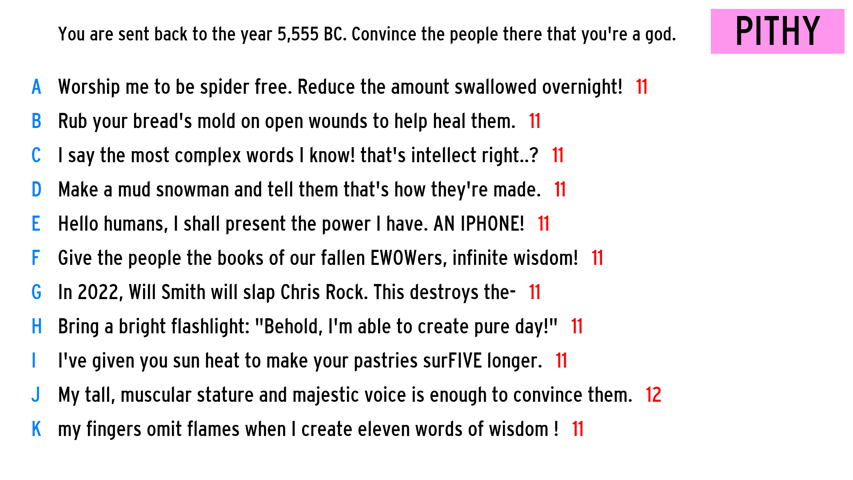 You are sent back to the year 5,555 BC. Convince the people there that you're a god.
PITHY
A Worship me to be spider free. Reduce the amount swallowed overnight! 11
B Rub your bread's mold on open wounds to help heal them. 11
C I say the most complex words I know! that's intellect right..? 11
D Make a mud snowman and tell them that's how they're made. 11
E Hello humans, I shall present the power I have. AN IPHONE! 11
F Give the people the books of our fallen EWOWers, infinite wisdom! 11
G In 2022, Will Smith will slap Chris Rock. This destroys the- 11
H Bring a bright flashlight: "Behold, I'm able to create pure day!" 11
I I've given you sun heat to make your pastries surFIVE longer. 11
J My tall, muscular stature and majestic voice is enough to convince them. 12
K my fingers omit flames when I create eleven words of wisdom ! 11